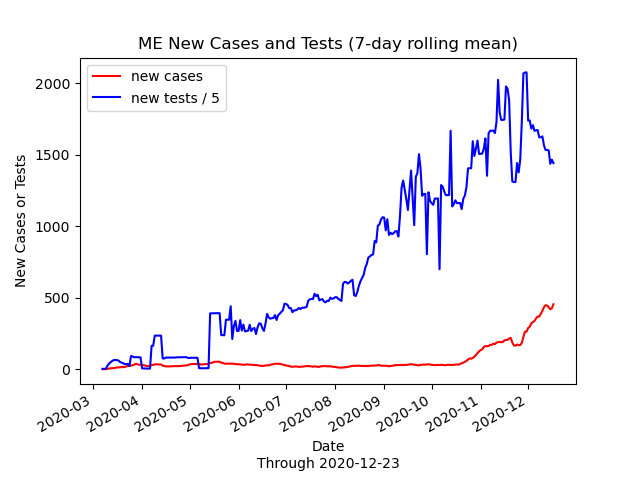 ME New Cases and Tests (7-day rolling mean)
new cases
new tests / 5
New Cases or Tests
2000
1500
1000
500
0
2020-03
2020-04
2020-05
2020-06
2020-07
2020-08
2020-09
2020-10
2020-11
2020-12
Date
Through 2020-12-23